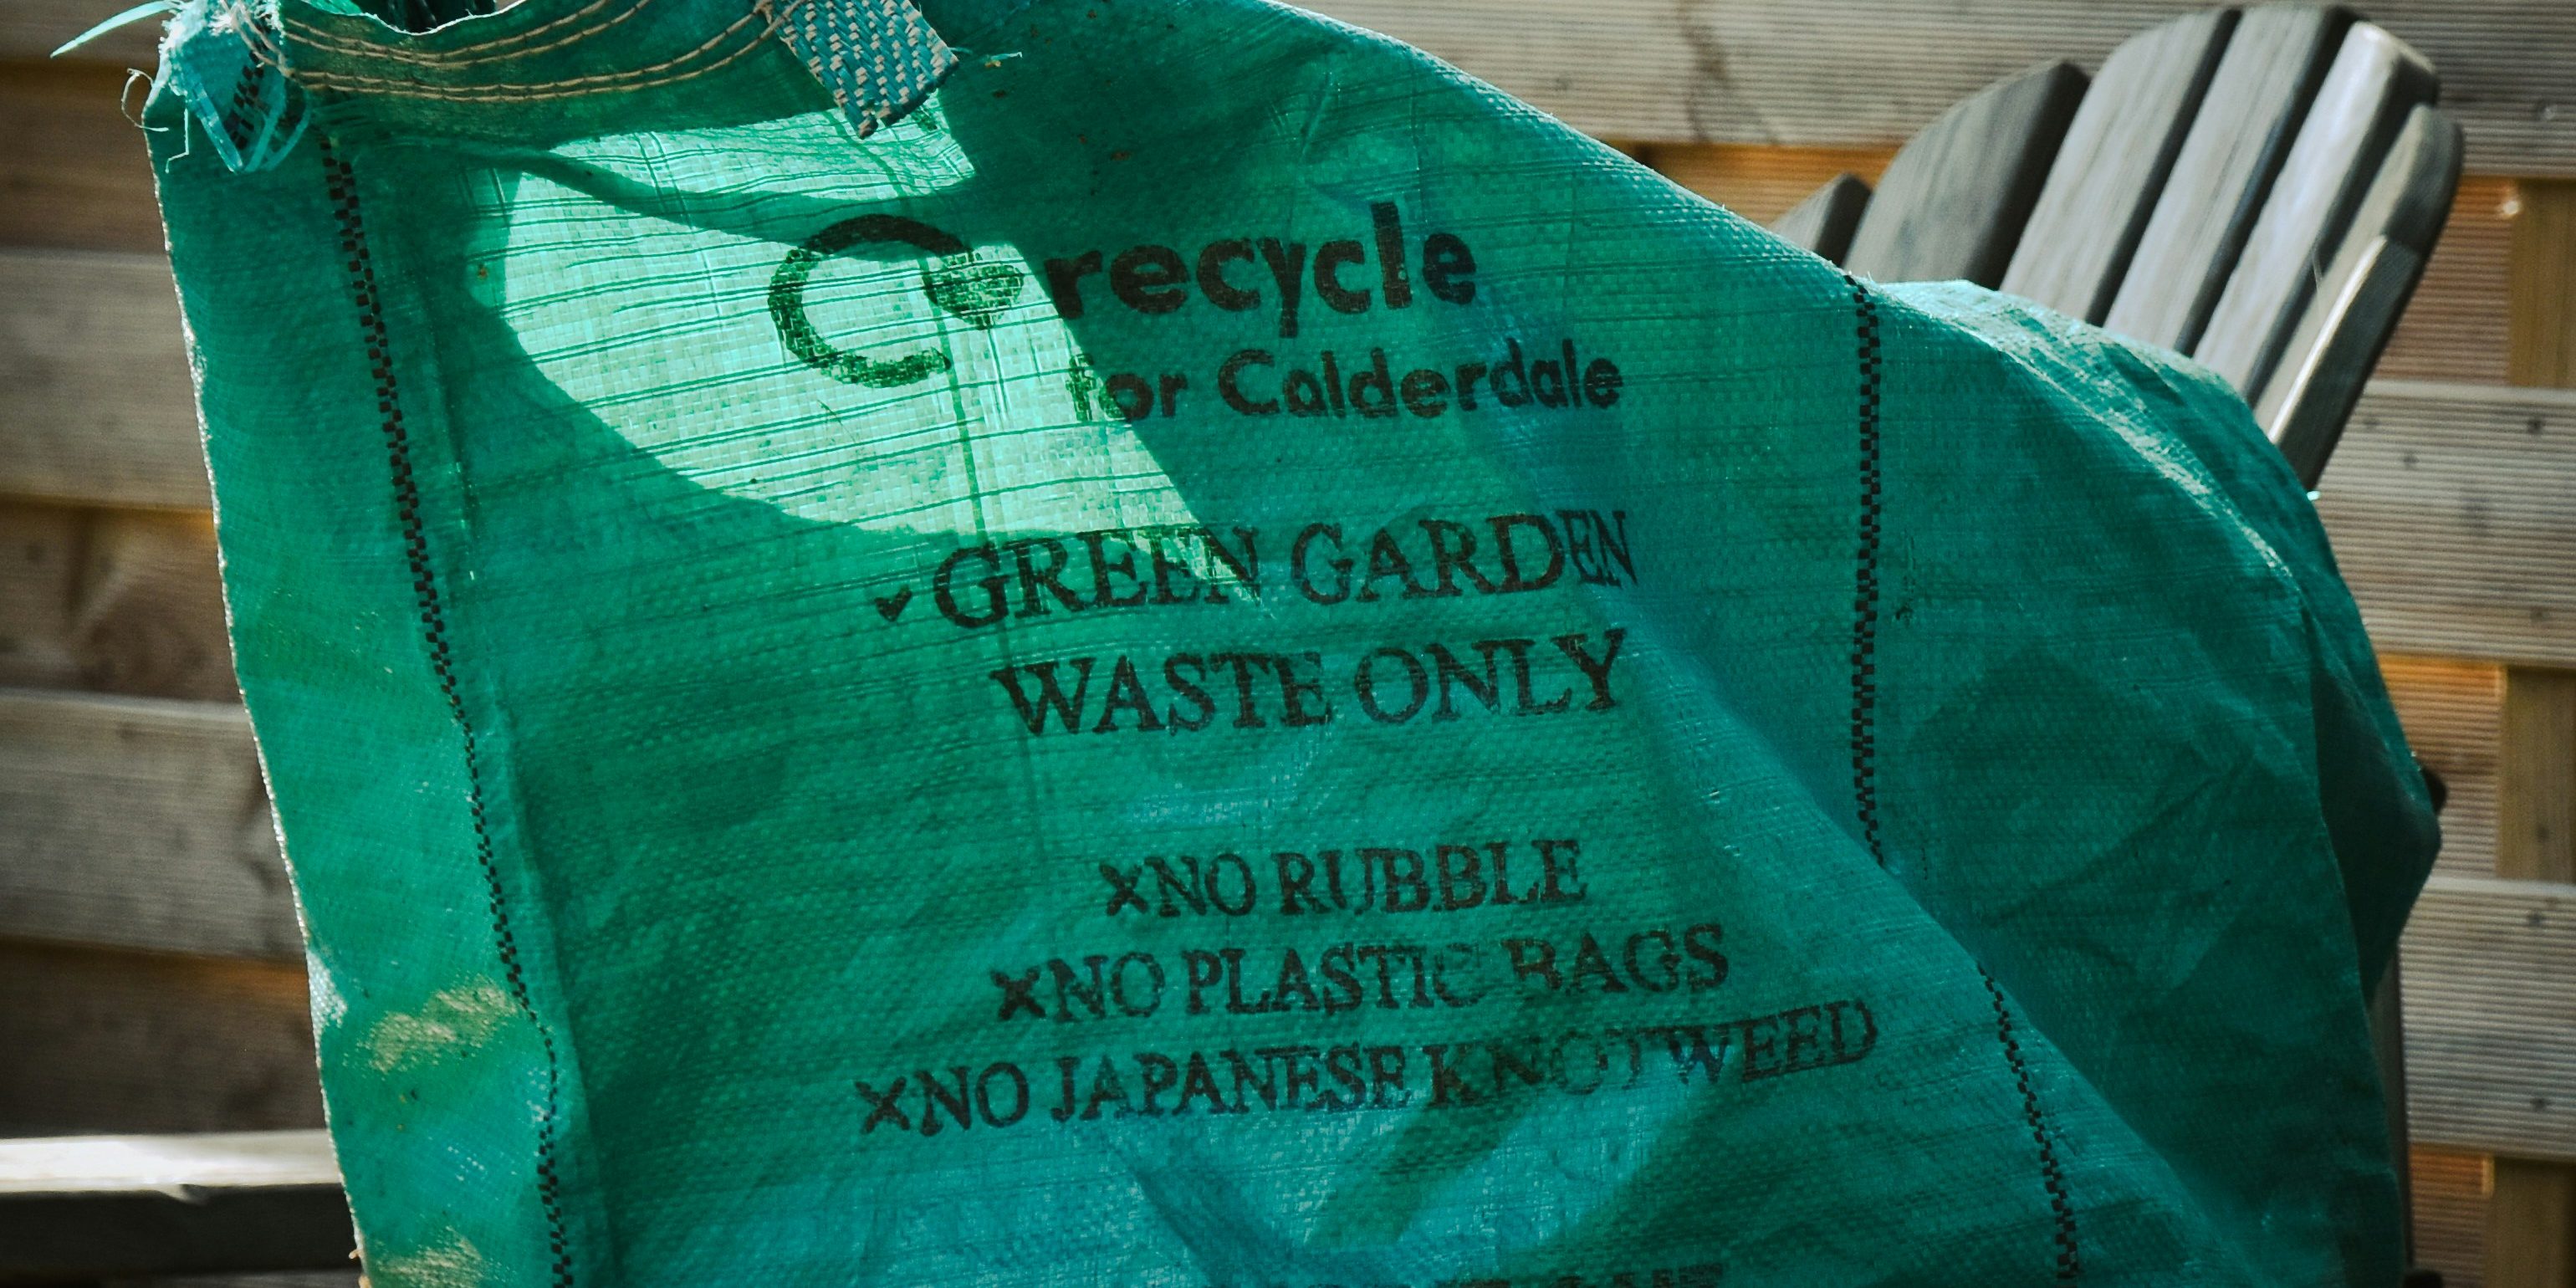 recycle
for Calderdale
✓GREEN GARDEN
WASTE ONLY
✗NO RUBBLE
✗NO PLASTIC BAGS
✗NO JAPANESE KNOTWEED